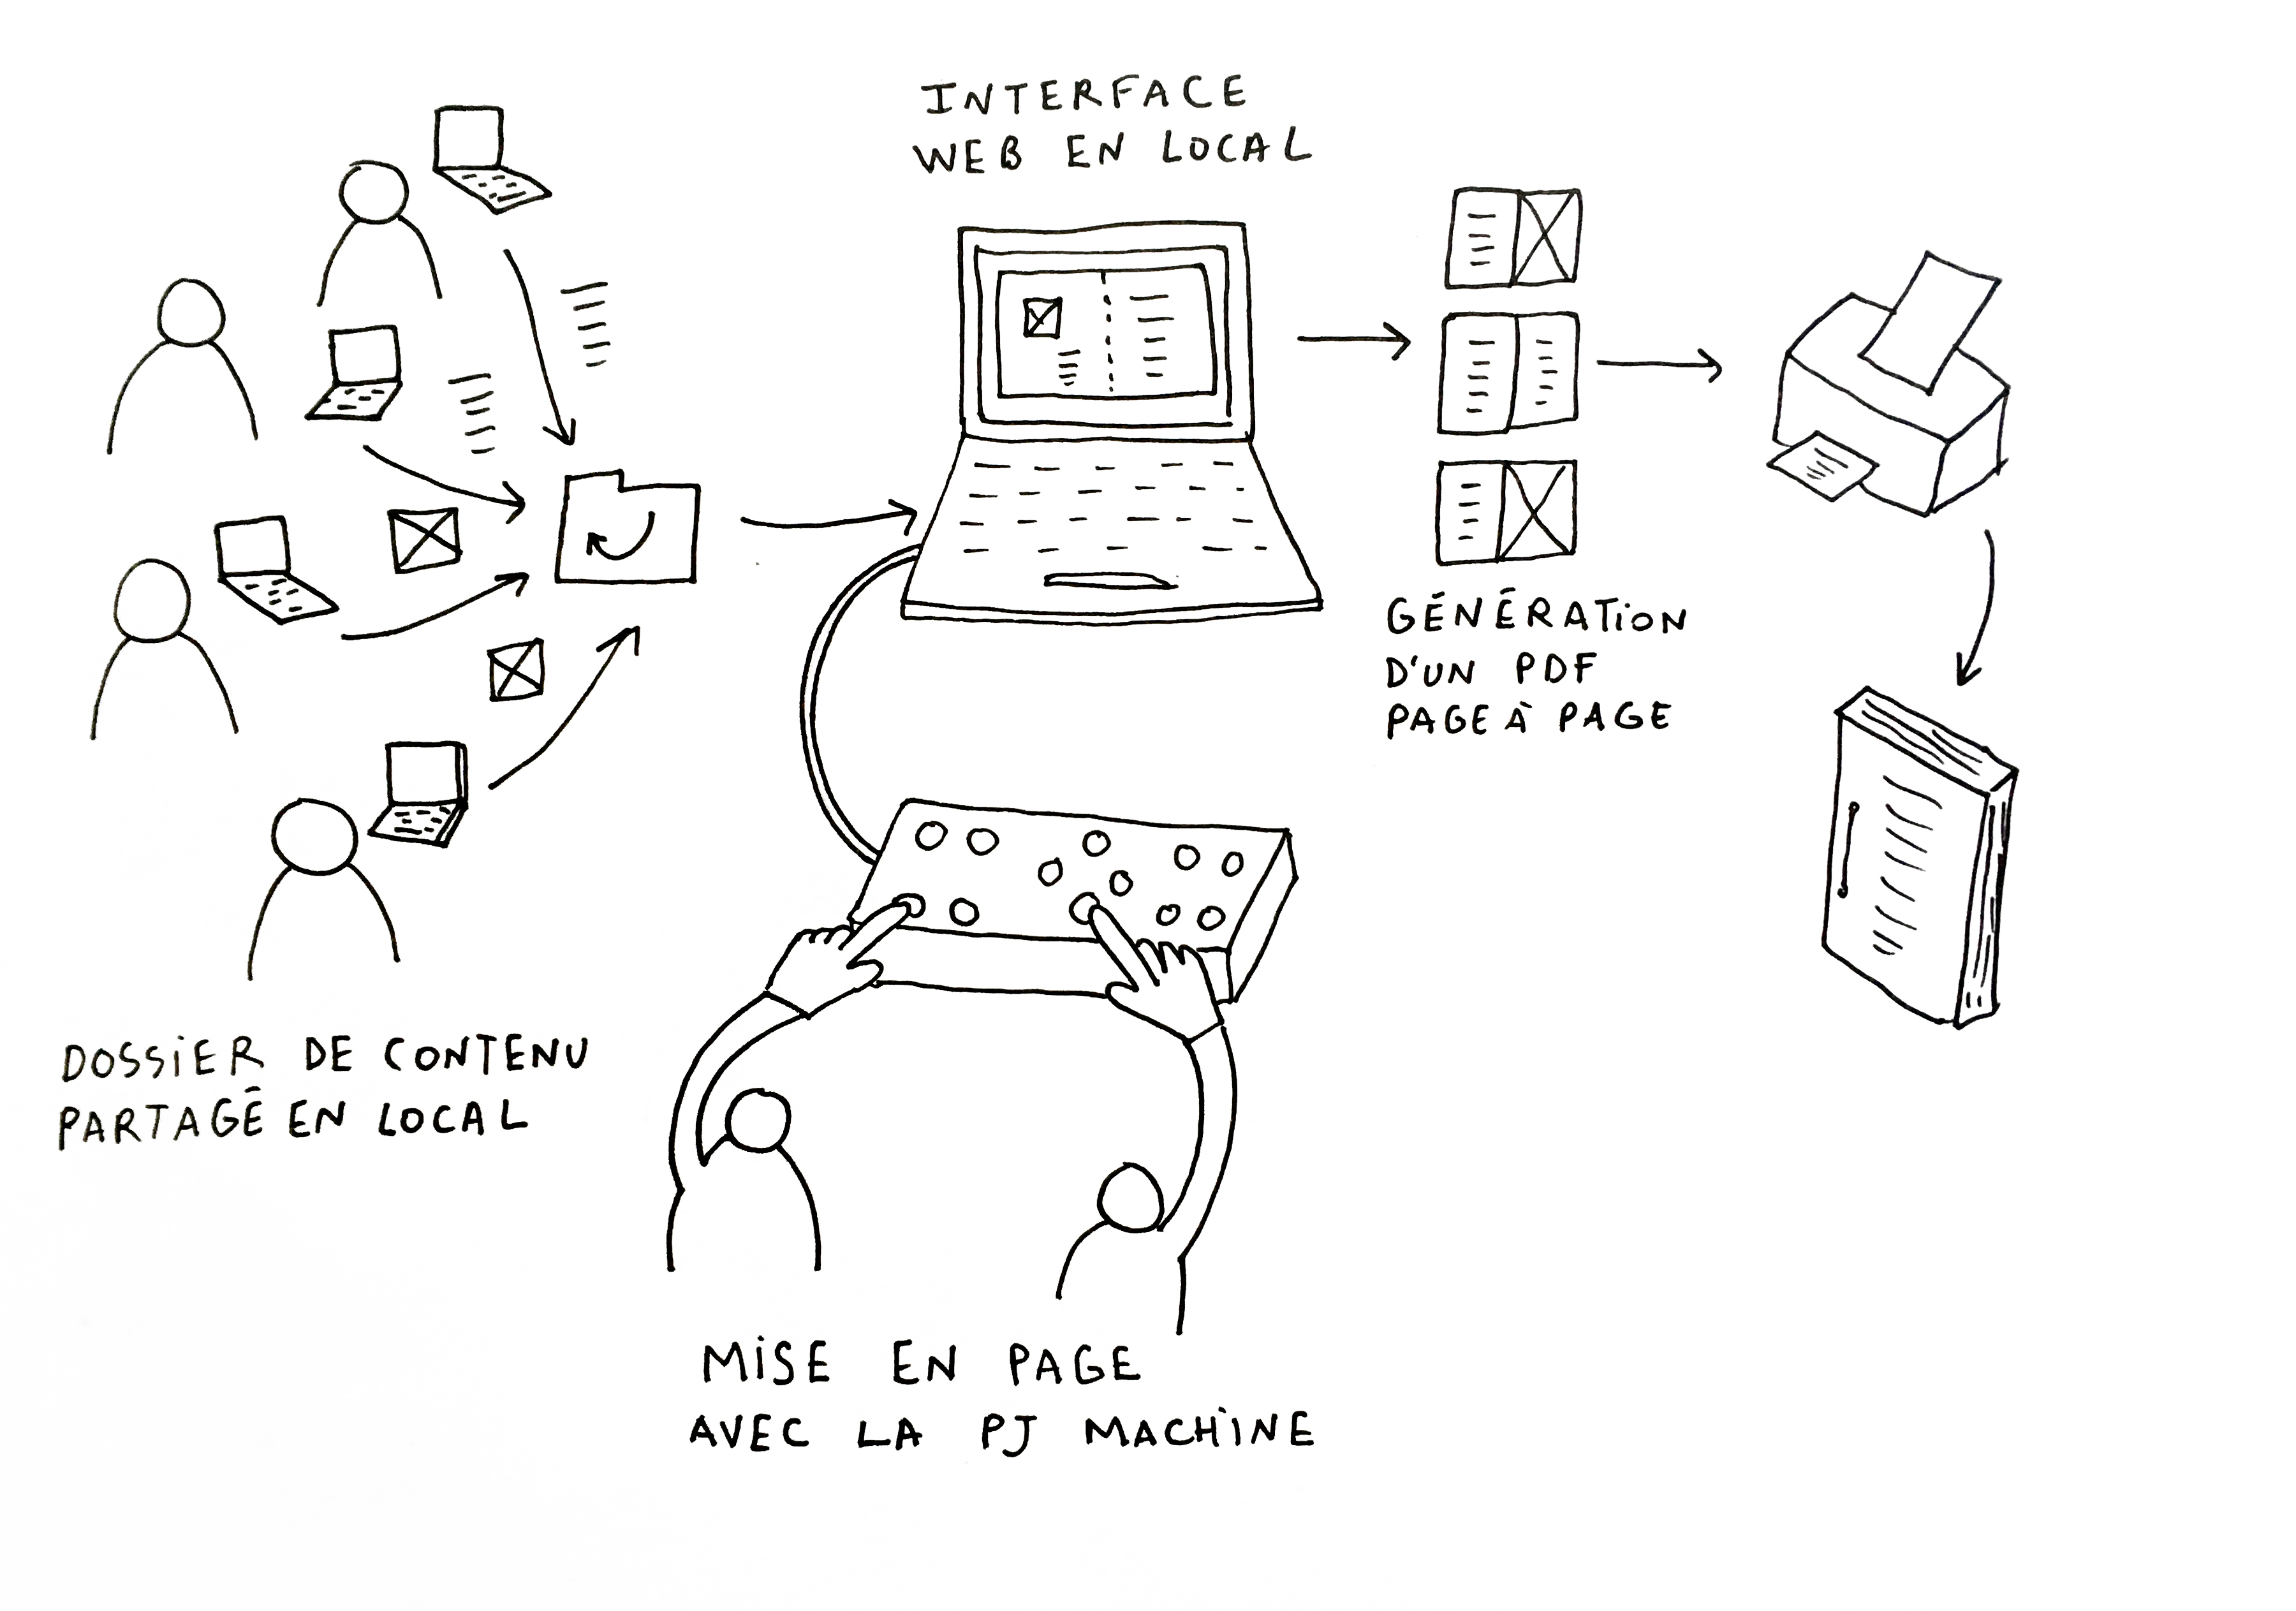 INTERFACE
WEB EN LOCAL
GÉNÉRATiON
D'UN PDF
PAGE À PAGE
DOSSiER DE CONTENU
PARTAGÉ EN LOCAL
MiSE EN PAGE
AVEC LA PJ MACHiNE